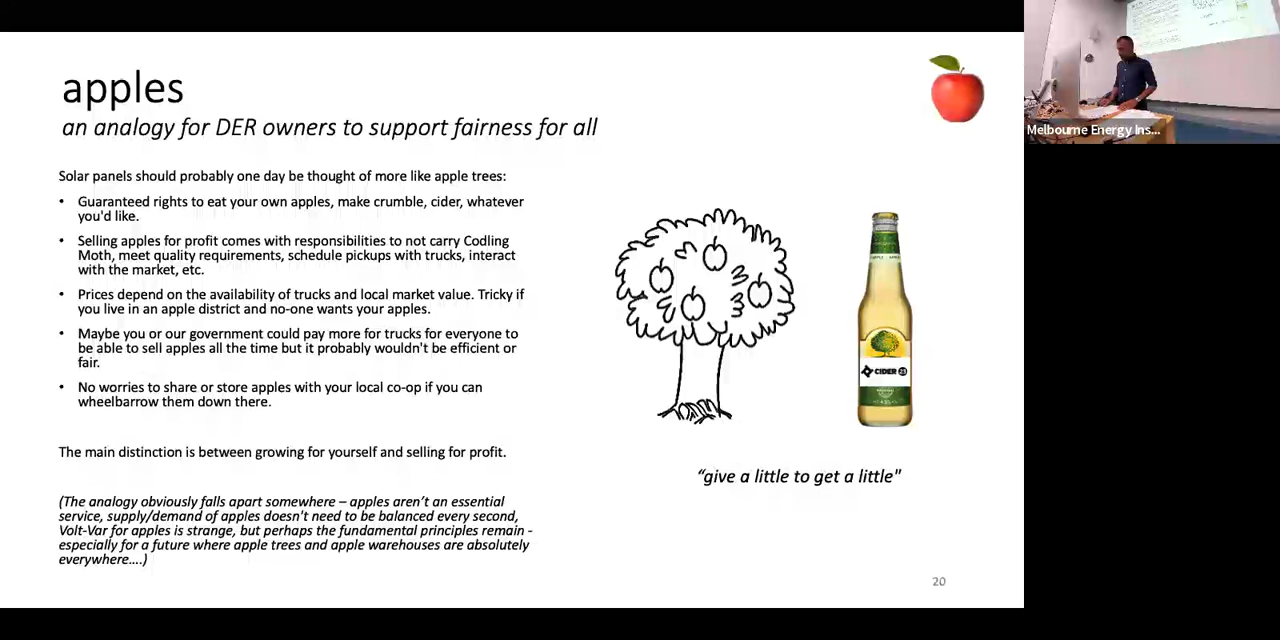 apples
an analogy for DER owners to support fairness for all
Melbourne Energy Ins...
Solar panels should probably one day be thought of more like apple trees:
• Guaranteed rights to eat your own apples, make crumble, cider, whatever
you'd like.
• Selling apples for profit comes with responsibilities to not carry Codling
Moth, meet quality requirements, schedule pickups with trucks, interact
with the market, etc.
• Prices depend on the availability of trucks and local market value. Tricky if
you live in an apple district and no-one wants your apples.
• Maybe you or our government could pay more for trucks for everyone to
be able to sell apples all the time but it probably wouldn't be efficient or
fair.
• No worries to share or store apples with your local co-op if you can
wheelbarrow them down there.
CIDER 23
The main distinction is between growing for yourself and selling for profit.
“give a little to get a little"
(The analogy obviously falls apart somewhere – apples aren’t an essential
service, supply/demand of apples doesn't need to be balanced every second,
Volt-Var for apples is strange, but perhaps the fundamental principles remain -
especially for a future where apple trees and apple warehouses are absolutely
everywhere....)
20